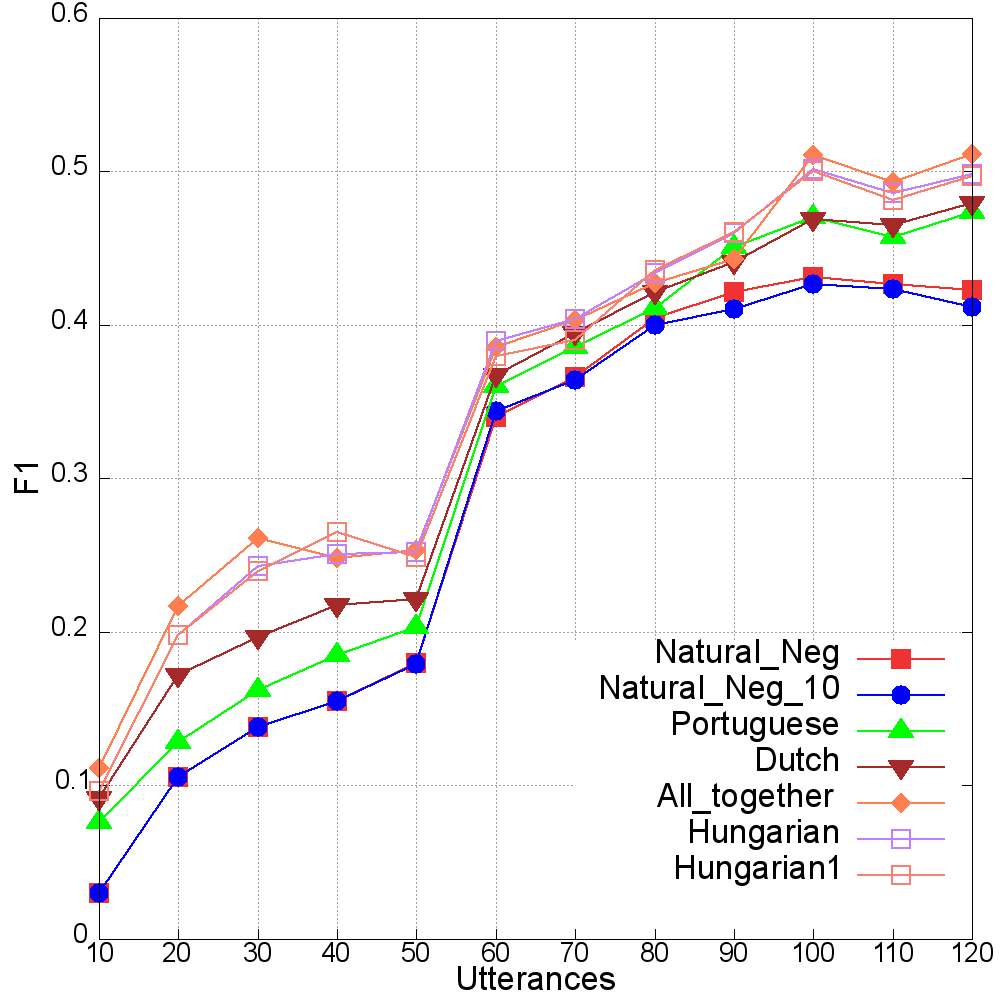 0.6
0.5
0.4
0.3
0.2
0.1
0
F1
10 20 30 40 50 60 70 80 90 100 110 120
Utterances
Natural_Neg
Natural_Neg_10
Portuguese
Dutch
All_together
Hungarian
Hungarian1